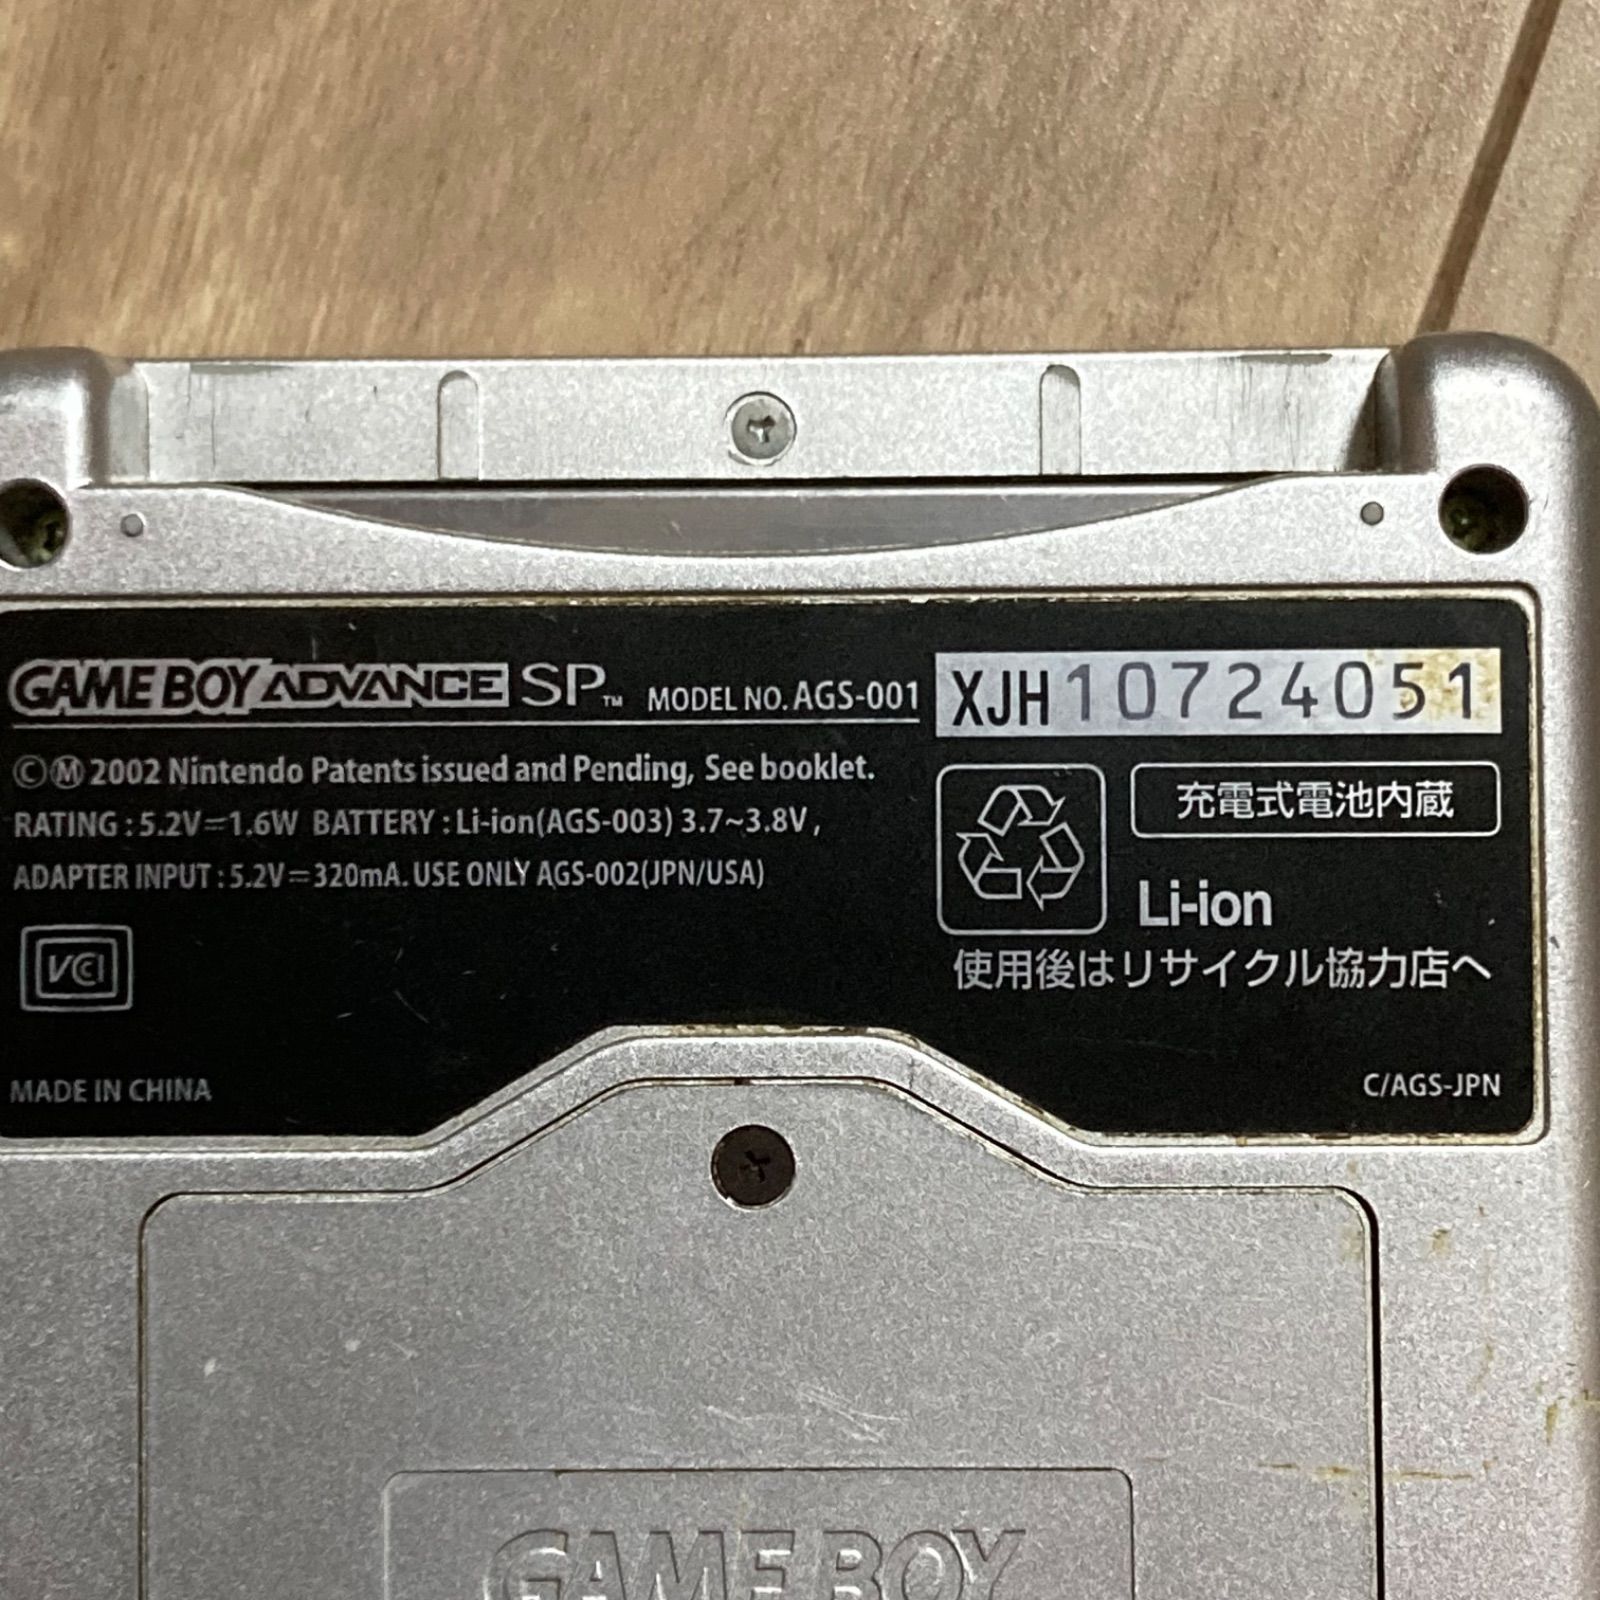 GAME BOY ADVANCE SP™ MODEL NO. AGS-001 XJH10724051
©Ⓜ2002 Nintendo Patents issued and Pending, See booklet.
RATING : 5.2V⎓1.6W BATTERY : Li-ion(AGS-003) 3.7~3.8V ,
ADAPTER INPUT : 5.2V⎓320mA. USE ONLY AGS-002(JPN/USA)
VCCI
MADE IN CHINA
充電式電池内蔵
Li-ion
使用後はリサイクル協力店へ
C/AGS-JPN
GAME BOY